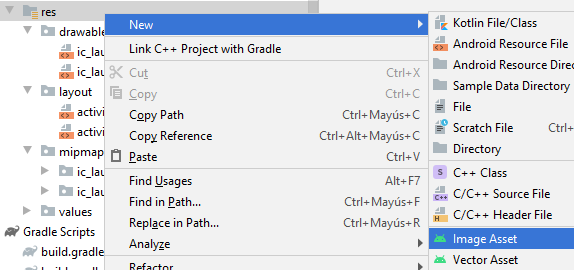 res
drawable
ic_lau
ic_lau
layout
activi
activi
mipmap
ic_lau
ic_lau
values
Gradle Scripts
build.gradle
New
Link C++ Project with Gradle
Cut Ctrl+X
Copy Ctrl+C
Copy Path Ctrl+Mayús+C
Copy Reference Ctrl+Alt+Mayús+C
Paste Ctrl+V
Find Usages Alt+F7
Find in Path... Ctrl+Mayús+F
Replace in Path... Ctrl+Mayús+R
Analyze
Refactor
Kotlin File/Class
Android Resource File
Android Resource Direc
Sample Data Directory
File
Scratch File Ctrl+
Directory
C++ Class
C/C++ Source File
C/C++ Header File
Image Asset
Vector Asset